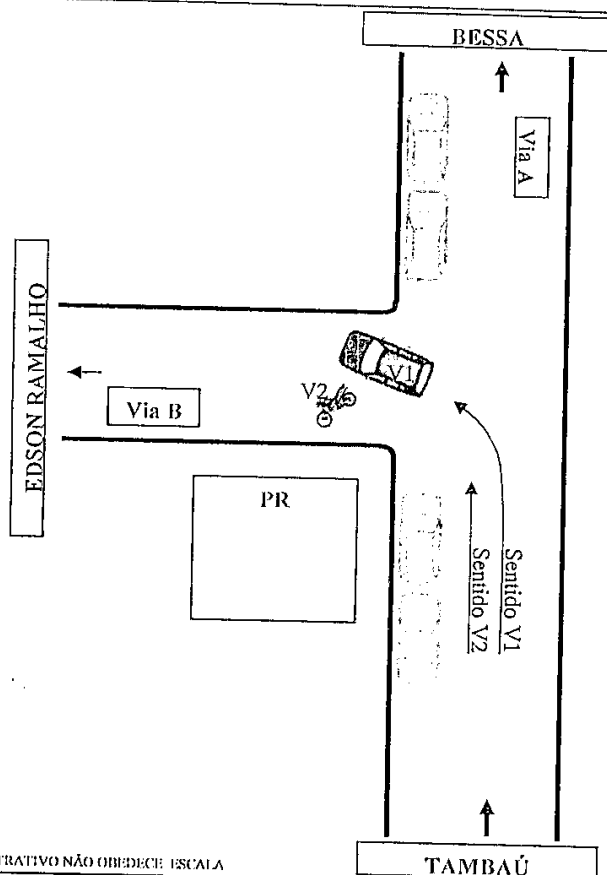 BESSA
Via A
EDSON RAMALHO
V1
V2
Via B
PR
Sentido V1
Sentido V2
TRATIVO NÃO OBEDECE ESCALA
TAMBAÚ